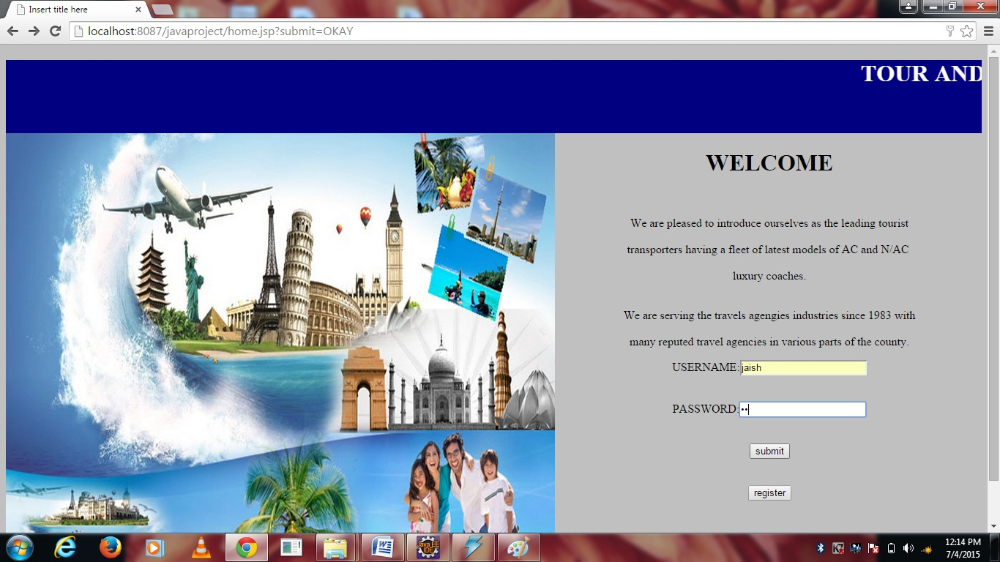 Insert title here
localhost:8087/javaproject/home.jsp?submit=OKAY
TOUR AND
WELCOME
We are pleased to introduce ourselves as the leading tourist
transporters having a fleet of latest models of AC and N/AC
luxury coaches.
We are serving the travels agengies industries since 1983 with
many reputed travel agencies in various parts of the county.
USERNAME:jaish
PASSWORD:••
submit
register
Java EE
IDE
12:14 PM
7/4/2015